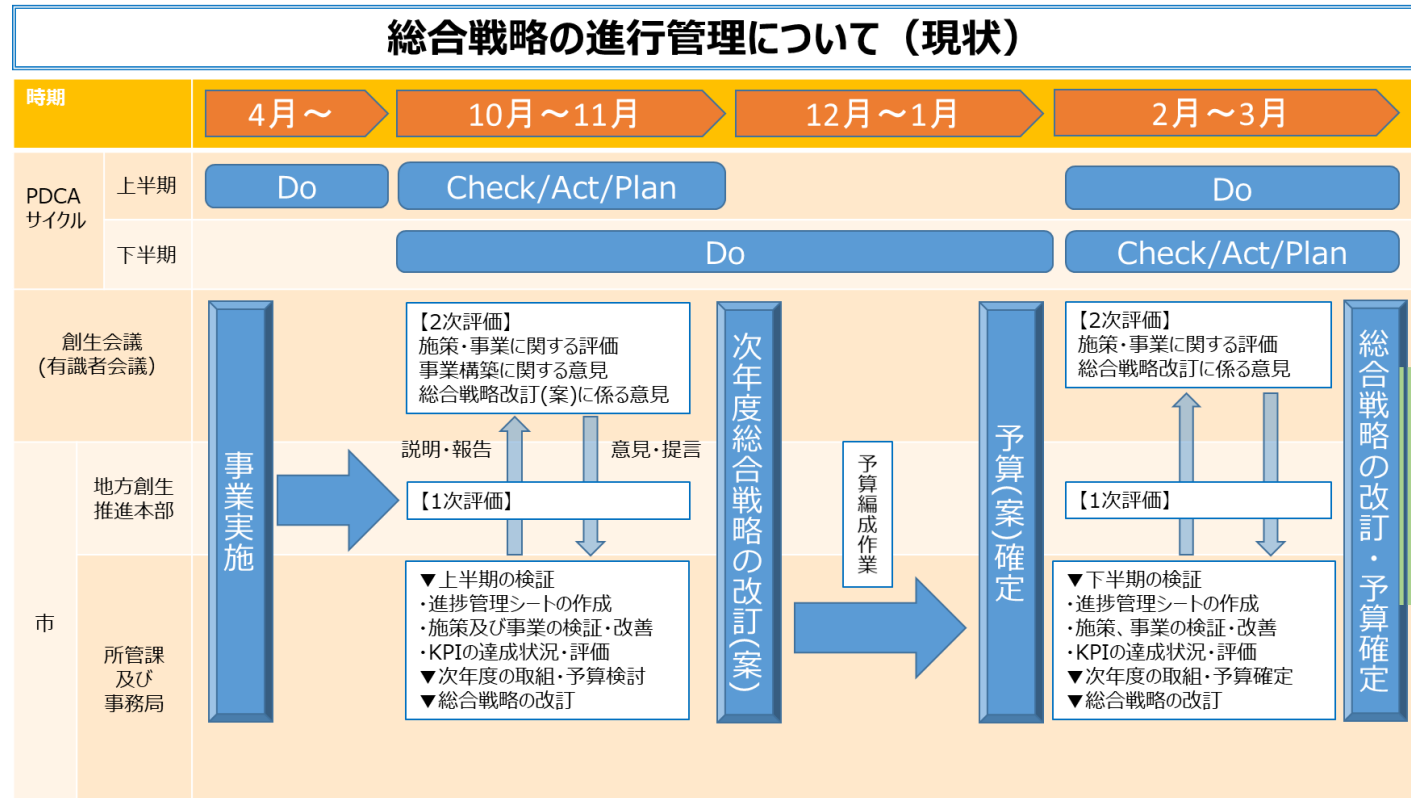 総合戦略の進行管理について（現状）
時期
4月～
10月～11月
12月～1月
2月～3月
PDCA
サイクル
上半期
Do
Check/Act/Plan
Do
下半期
Do
Check/Act/Plan
創生会議
(有識者会議)
【2次評価】
施策・事業に関する評価
事業構築に関する意見
総合戦略改訂(案)に係る意見
【2次評価】
施策・事業に関する評価
総合戦略改訂に係る意見
事業実施
次年度総合戦略の改訂(案)
予算(案)確定
総合戦略の改訂・予算確定
説明・報告
意見・提言
予算編成作業
市
地方創生
推進本部
【1次評価】
【1次評価】
所管課
及び
事務局
▼上半期の検証
・進捗管理シートの作成
・施策及び事業の検証・改善
・KPIの達成状況・評価
▼次年度の取組・予算検討
▼総合戦略の改訂
▼下半期の検証
・進捗管理シートの作成
・施策、事業の検証・改善
・KPIの達成状況・評価
▼次年度の取組・予算確定
▼総合戦略の改訂